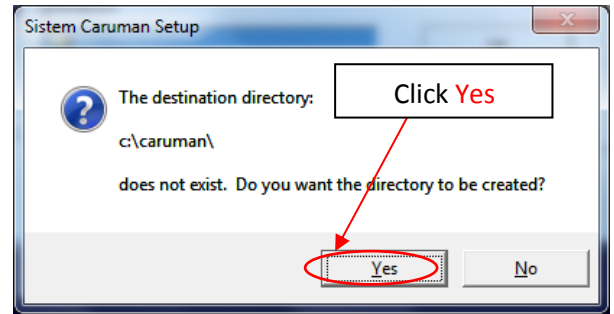 Sistem Caruman Setup
The destination directory:
Click Yes
c:\caruman\
does not exist. Do you want the directory to be created?
Yes
No